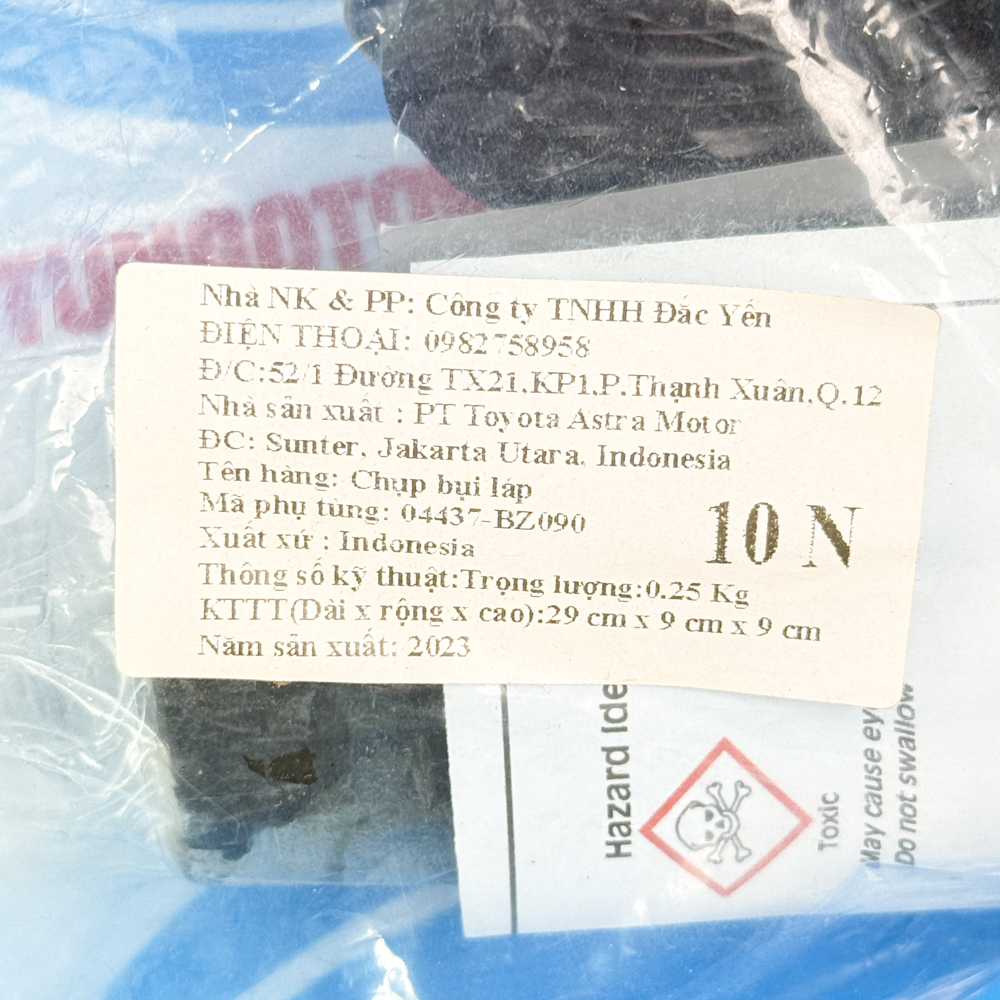 Nhà NK & PP: Công ty TNHH Đắc Yến
ĐIỆN THOẠI: 0982758958
Đ/C:52/1 Đường TX21,KP1,P.Thạnh Xuân,Q.12
Nhà sản xuất : PT Toyota Astra Motor
ĐC: Sunter, Jakarta Utara, Indonesia
Tên hàng: Chụp bụi láp
Mã phụ tùng: 04437-BZ090
10 N
Xuất xứ : Indonesia
Thông số kỹ thuật:Trọng lượng:0.25 Kg
KTTT(Dài x rộng x cao):29 cm x 9 cm x 9 cm
Năm sản xuất: 2023
Hazard Ide
Toxic
May cause ey
Do not swallow